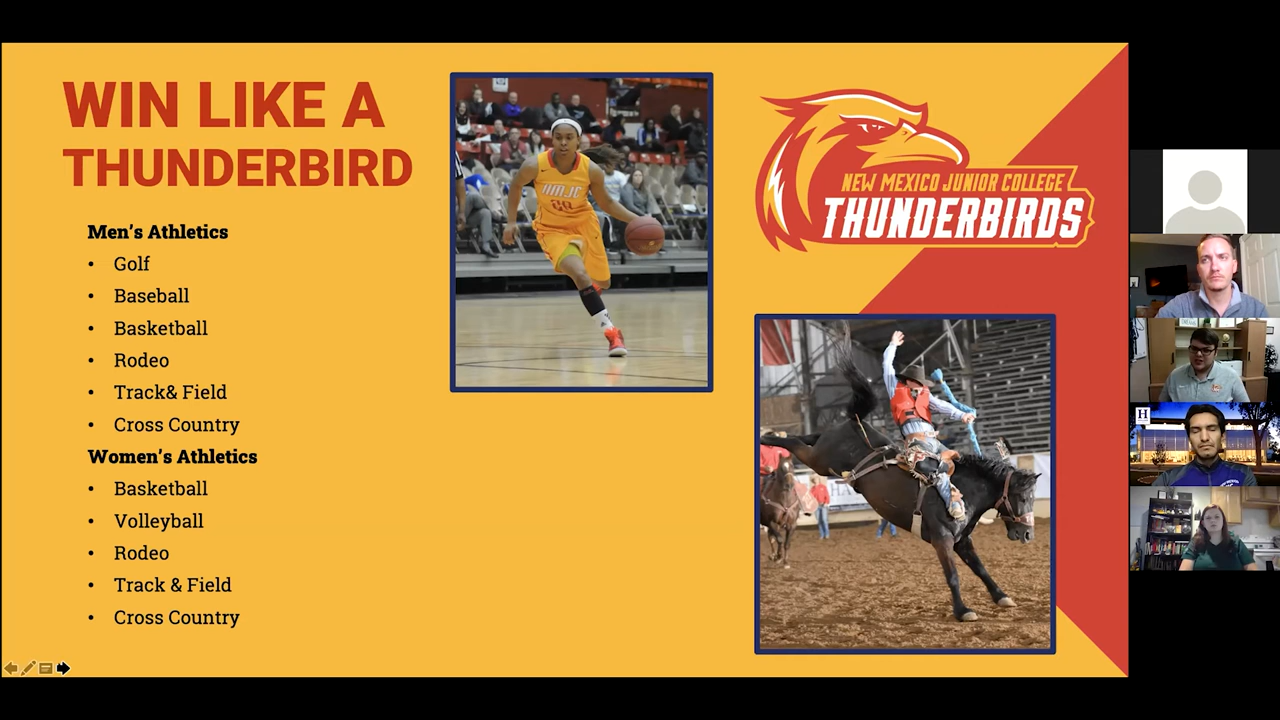 WIN LIKE A
THUNDERBIRD
Men's Athletics
• Golf
• Baseball
• Basketball
• Rodeo
• Track& Field
• Cross Country
Women's Athletics
• Basketball
• Volleyball
• Rodeo
• Track & Field
• Cross Country
NMJC
NEW MEXICO JUNIOR COLLEGE
THUNDERBIRDS
H